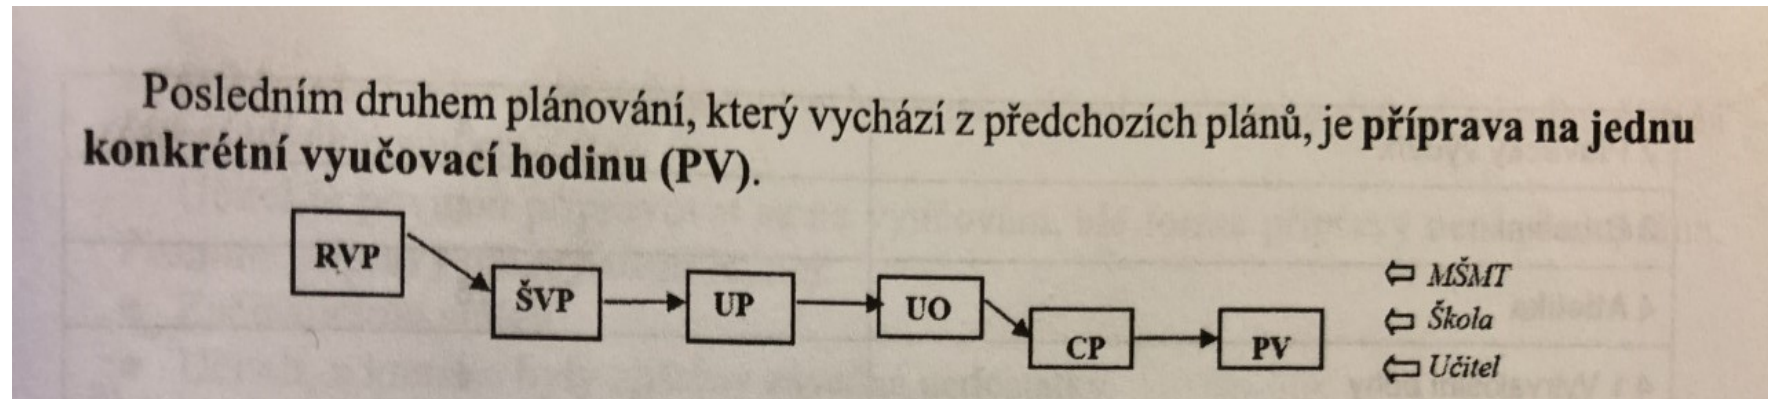 Posledním druhem plánování, který vychází z předchozích plánů, je příprava na jednu
konkrétní vyučovací hodinu (PV).
RVP
ŠVP
UP
UO
CP
PV
⇦ MŠMT
⇦ Škola
⇦ Učitel